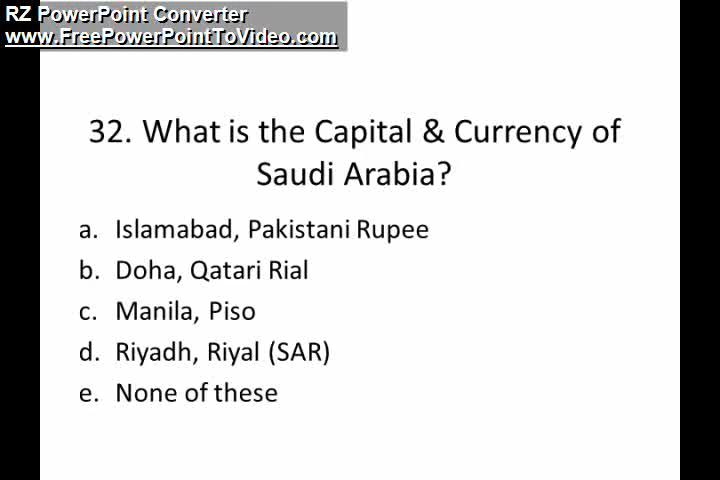 RZ PowerPoint Converter
www.FreePowerPointToVideo.com
32. What is the Capital & Currency of
Saudi Arabia?
a. Islamabad, Pakistani Rupee
b. Doha, Qatari Rial
c. Manila, Piso
d. Riyadh, Riyal (SAR)
e. None of these